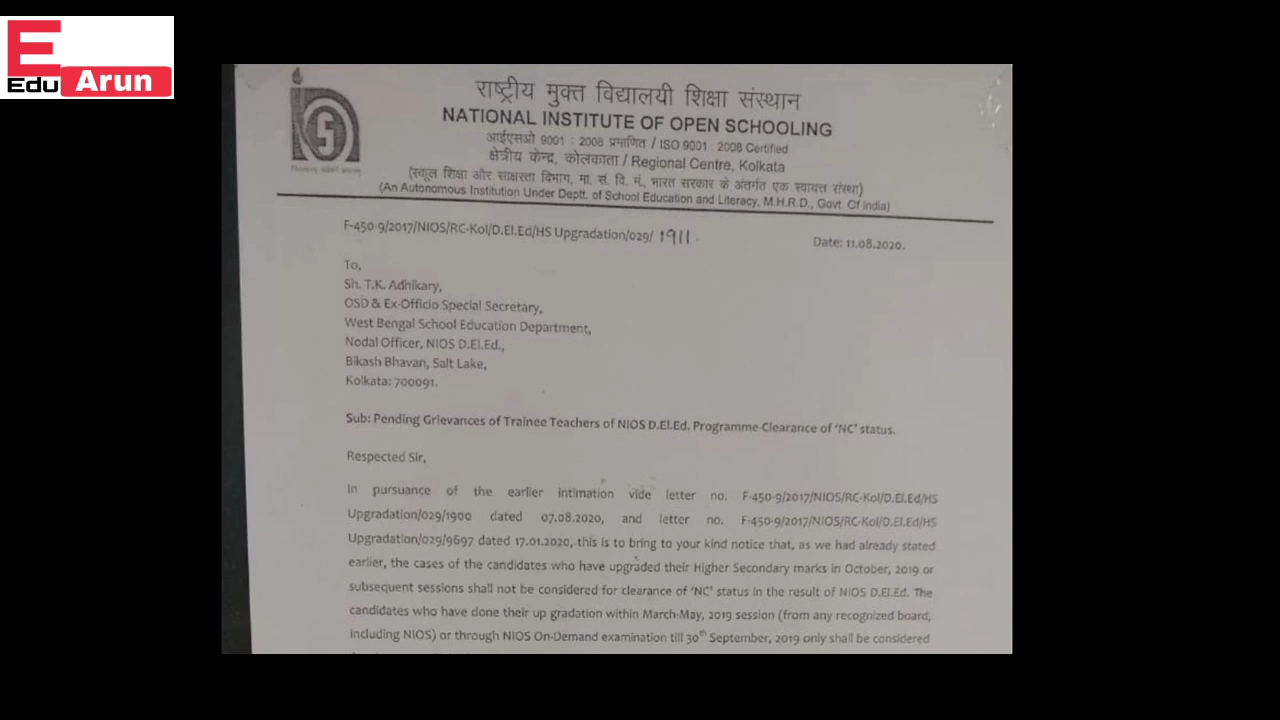 E
Edu Arun
राष्ट्रीय मुक्त विद्यालयी शिक्षा संस्थान
NATIONAL INSTITUTE OF OPEN SCHOOLING
आईएसओ 9001 : 2008 प्रमाणित / ISO 9001 : 2008 Certified
क्षेत्रीय केन्द्र, कोलकाता / Regional Centre, Kolkata
(स्कूल शिक्षा और साक्षरता विभाग, मा. सं. वि. मं., भारत सरकार के अंतर्गत एक स्वायत्त संस्था)
(An Autonomous Institution Under Deptt. of School Education and Literacy, M.H.R.D., Govt. Of India)
F-450-9/2017/NIOS/RC-Kol/D.El.Ed/HS Upgradation/029/ 1911.
Date: 11.08.2020.
To,
Sh. T.K. Adhikary,
OSD & Ex-Officio Special Secretary,
West Bengal School Education Department,
Nodal Officer, NIOS D.El.Ed.,
Bikash Bhavan, Salt Lake,
Kolkata: 700091.
Sub: Pending Grievances of Trainee Teachers of NIOS D.El.Ed. Programme-Clearance of 'NC' status.
Respected Sir,
In pursuance of the earlier intimation vide letter no. F-450-9/2017/NIOS/RC-Kol/D.El.Ed/HS
Upgradation/029/1900 dated 07.08.2020, and letter no. F-450-9/2017/NIOS/RC-Kol/D.El.Ed/HS
Upgradation/029/9697 dated 17.01.2020, this is to bring to your kind notice that, as we had already stated
earlier, the cases of the candidates who have upgraded their Higher Secondary marks in October, 2019 or
subsequent sessions shall not be considered for clearance of 'NC' status in the result of NIOS D.El.Ed. The
candidates who have done their up gradation within March-May, 2019 session (from any recognized board,
including NIOS) or through NIOS On-Demand examination till 30th September, 2019 only shall be considered